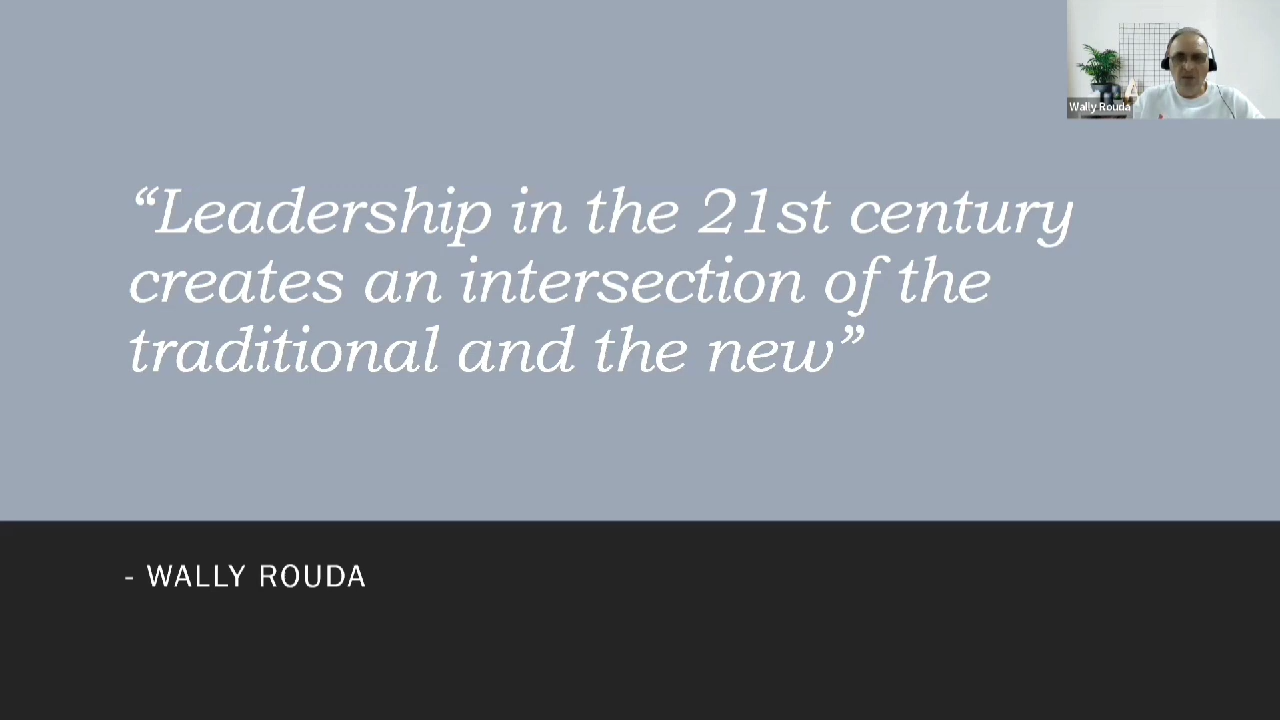 Wally Rouda
“Leadership in the 21st century
creates an intersection of the
traditional and the new”
- WALLY ROUDA